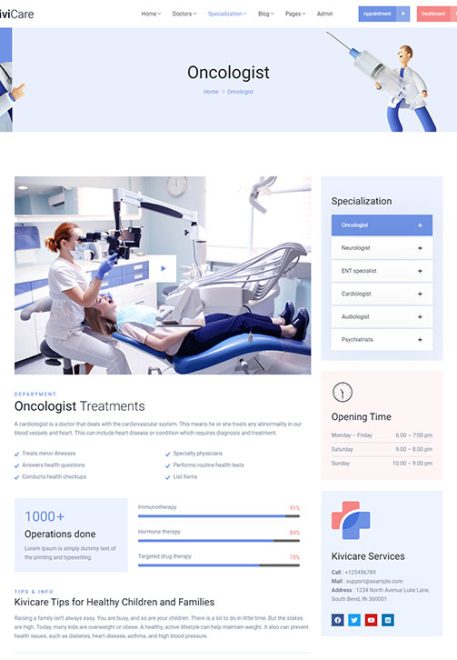 iviCare
Home Doctors Specialization Blog Pages Admin Appointment + Dashboard +
Oncologist
Home > Oncologist
Specialization
Oncologist +
Neurologist +
ENT specialist +
Cardiologist +
Audiologist +
Psychiatrists +
DEPARTMENT
Oncologist Treatments
A cardiologist is a doctor that deals with the cardiovascular system. This means he or she treats any abnormality in our
blood vessels and heart. This can include heart disease or condition which requires diagnosis and treatment.
Treats minor illnesses
Specialty physicians
Answers health questions
Performs routine health tests
Conducts health checkups
List items
Opening Time
Monday – Friday 6.00 – 7:00 pm
Saturday 9.00 – 8.00 pm
Sunday 10.00 – 9.00 pm
1000+
Operations done
Lorem Ipsum is simply dummy text of
the printing and typesetting.
Immunotherapy
Hormone therapy
Targeted drug therapy 75%
Kivicare Services
Call : +123456789
Mail : support@example.com
Address : 1234 North Avenue Luke Lane,
South Bend, IN 360001
TIPS & INFO
Kivicare Tips for Healthy Children and Families
Raising a family isn't always easy. You are busy, and so are your children. There is a lot to do in little time. But the stakes
are high. Today, many kids are overweight or obese. A healthy, active lifestyle can help maintain weight. It also can prevent
health issues, such as diabetes, heart disease, asthma, and high blood pressure.